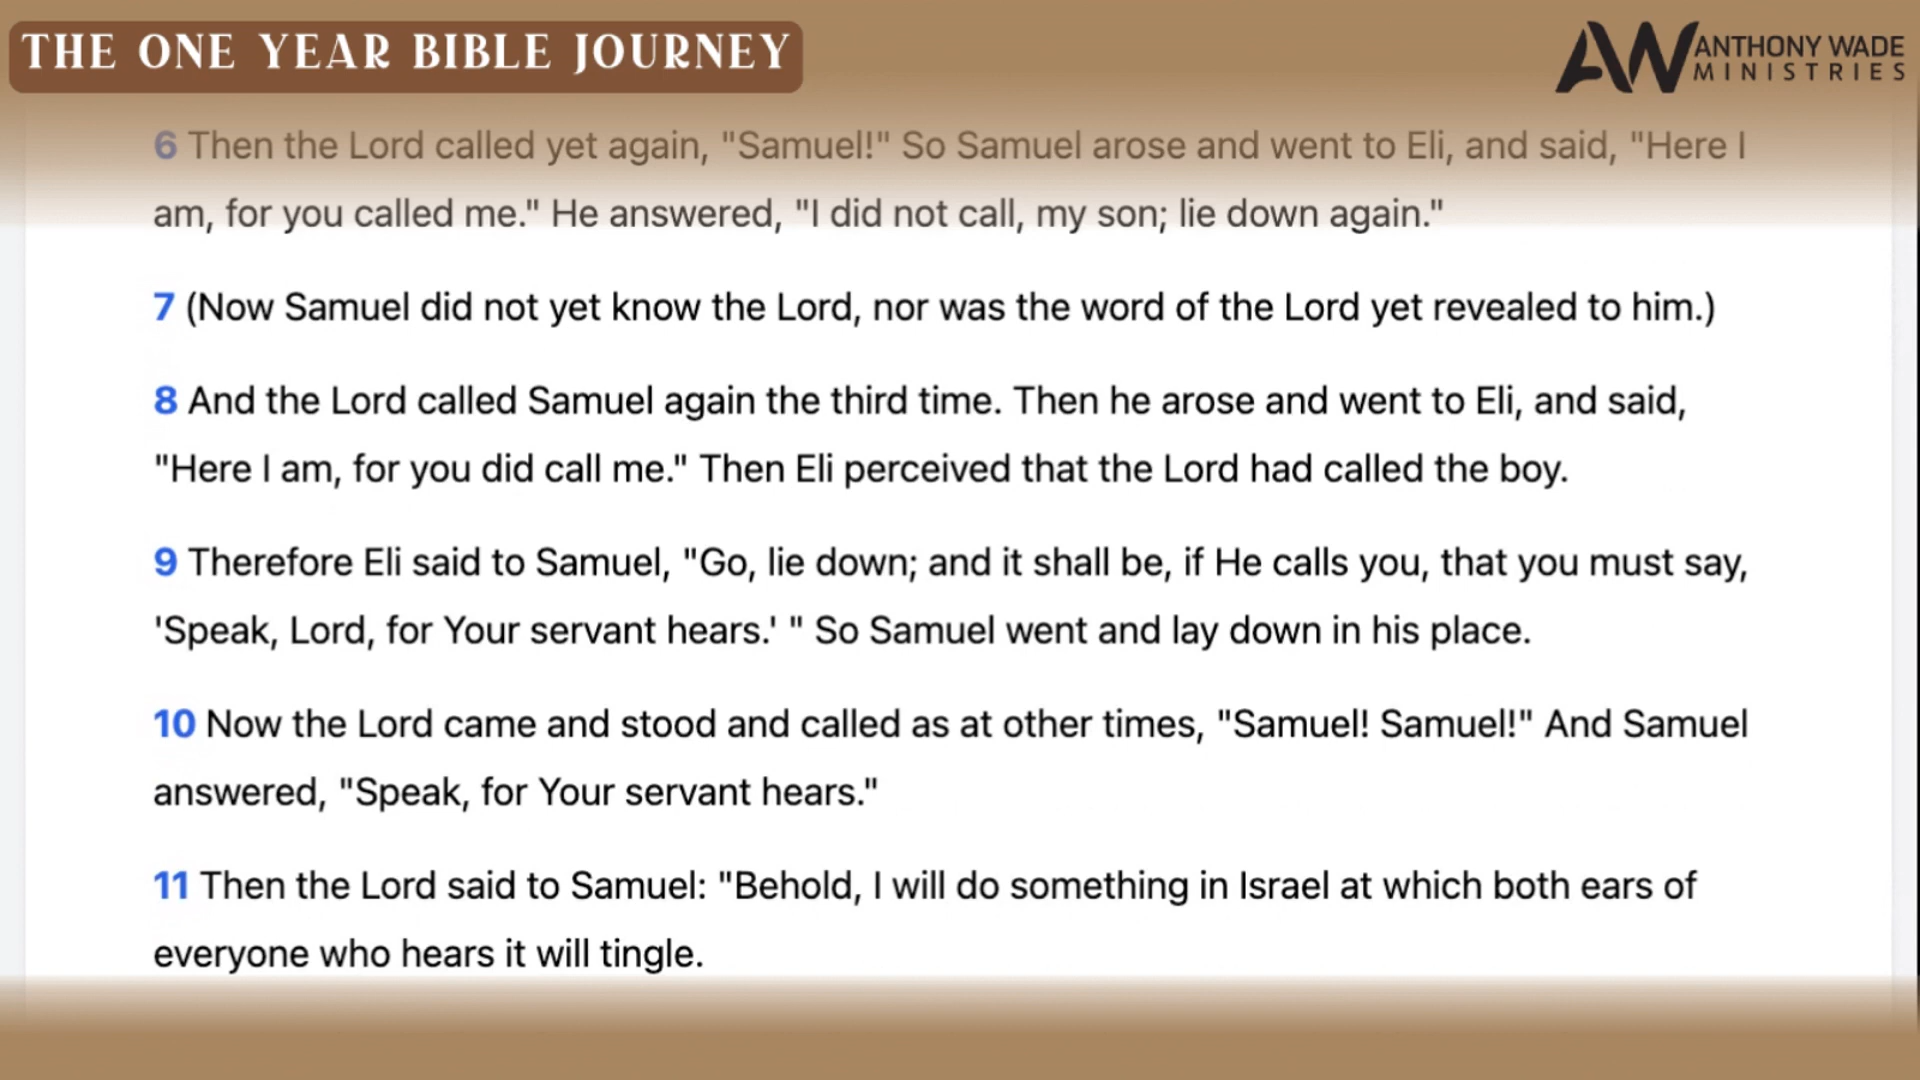 THE ONE YEAR BIBLE JOURNEY
AW ANTHONY WADE
MINISTRIES
6 Then the Lord called yet again, "Samuel!" So Samuel arose and went to Eli, and said, "Here I
am, for you called me." He answered, "I did not call, my son; lie down again."
7 (Now Samuel did not yet know the Lord, nor was the word of the Lord yet revealed to him.)
8 And the Lord called Samuel again the third time. Then he arose and went to Eli, and said,
"Here I am, for you did call me." Then Eli perceived that the Lord had called the boy.
9 Therefore Eli said to Samuel, "Go, lie down; and it shall be, if He calls you, that you must say,
'Speak, Lord, for Your servant hears.' " So Samuel went and lay down in his place.
10 Now the Lord came and stood and called as at other times, "Samuel! Samuel!" And Samuel
answered, "Speak, for Your servant hears."
11 Then the Lord said to Samuel: "Behold, I will do something in Israel at which both ears of
everyone who hears it will tingle.